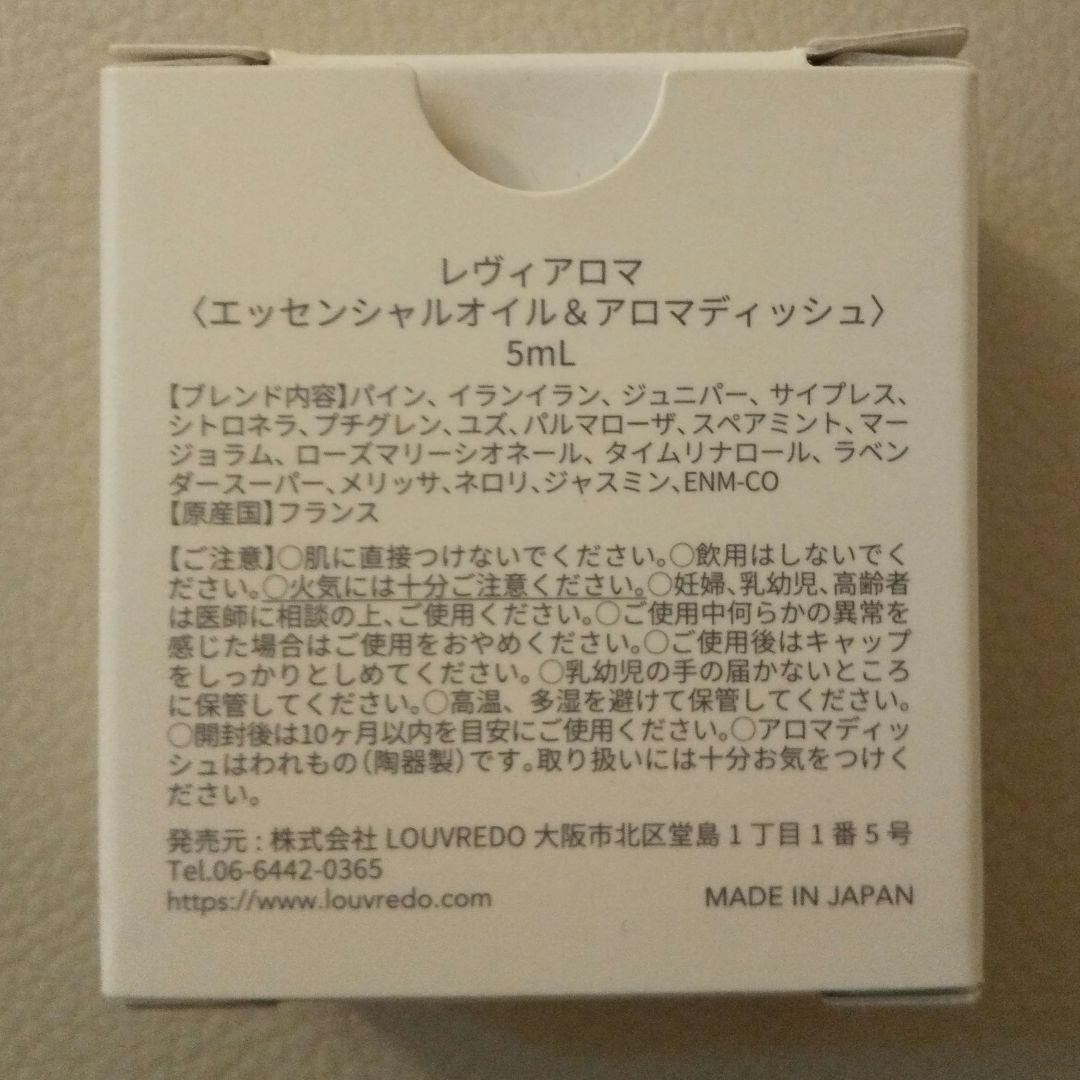 レヴィアロマ
〈エッセンシャルオイル＆アロマディッシュ〉
5mL
【ブレンド内容】パイン、イランイラン、ジュニパー、サイプレス、
シトロネラ、プチグレン、ユズ、パルマローザ、スペアミント、マー
ジョラム、ローズマリーシオネール、タイムリナロール、ラベン
ダースーパー、メリッサ、ネロリ、ジャスミン、ENM-CO
【原産国】フランス
【ご注意】○肌に直接つけないでください。○飲用はしないでく
ださい。○火気には十分ご注意ください。○妊婦、乳幼児、高齢者
は医師に相談の上、ご使用ください。○ご使用中何らかの異常を
感じた場合はご使用をおやめください。○ご使用後はキャップ
をしっかりとしめてください。○乳幼児の手の届かないところ
に保管してください。○高温、多湿を避けて保管してください。
○開封後は10ヶ月以内を目安にご使用ください。○アロマディッ
シュはわれもの（陶器製）です。取り扱いには十分お気をつけく
ださい。
発売元：株式会社 LOUVREDO 大阪市北区堂島1丁目1番5号
Tel.06-6442-0365
https://www.louvredo.com
MADE IN JAPAN